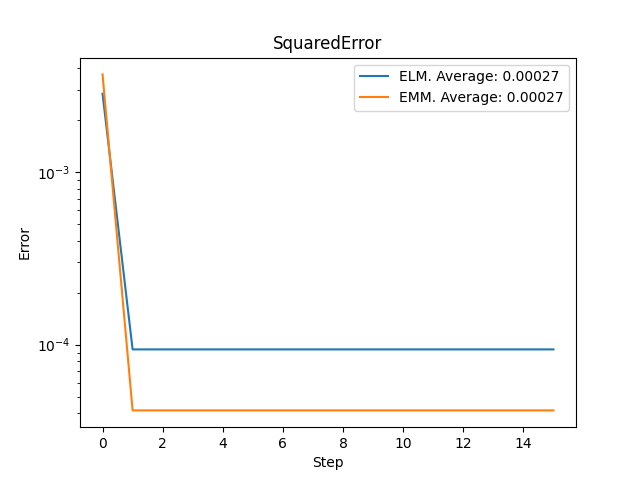 SquaredError
ELM. Average: 0.00027
EMM. Average: 0.00027
10⁻³
10⁻⁴
Error
0 2 4 6 8 10 12 14
Step